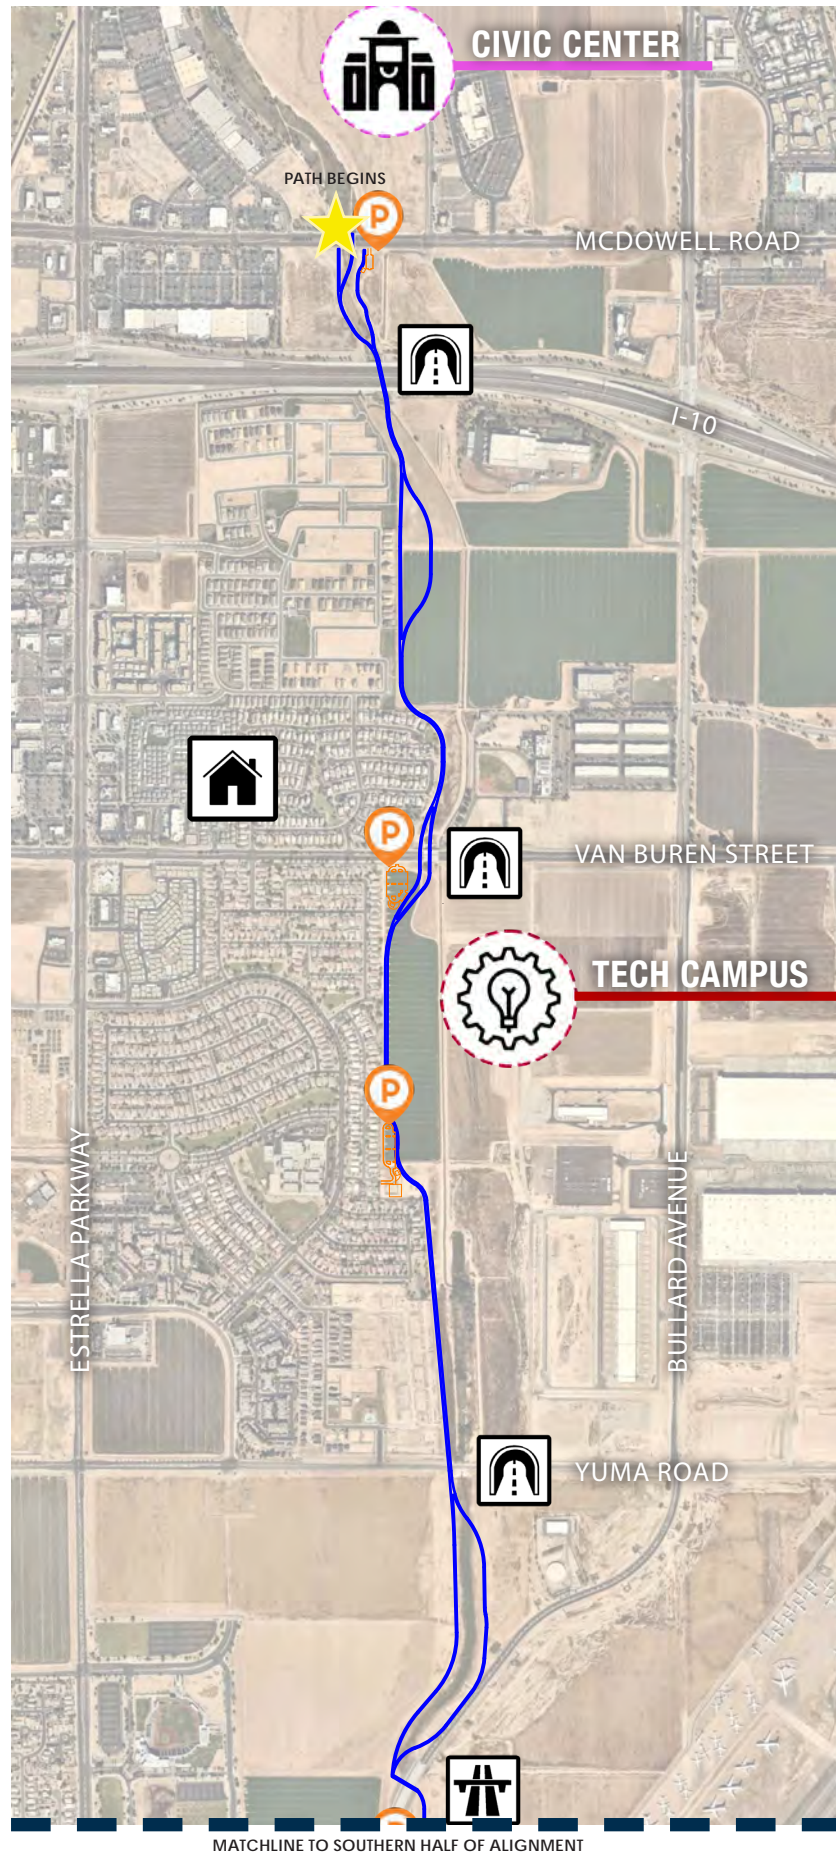 CIVIC CENTER
PATH BEGINS
P
MCDOWELL ROAD
I-10
P
VAN BUREN STREET
TECH CAMPUS
P
ESTRELLA PARKWAY
BULLARD AVENUE
YUMA ROAD
MATCHLINE TO SOUTHERN HALF OF ALIGNMENT